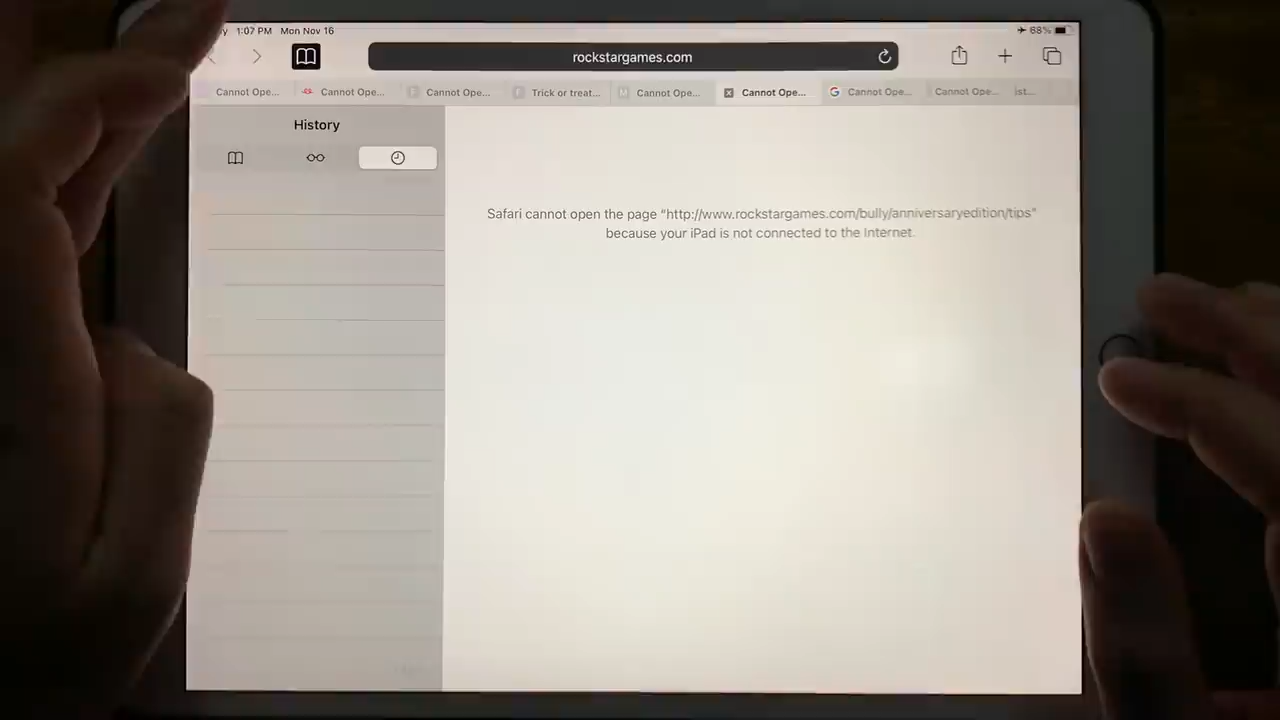 1:07 PM Mon Nov 16
68%
rockstargames.com
Cannot Ope... Cannot Ope... Cannot Ope... Trick or treat... Cannot Ope... Cannot Ope... Cannot Ope... Cannot Ope...
History
Safari cannot open the page “http://www.rockstargames.com/bully/anniversaryedition/tips”
because your iPad is not connected to the Internet.